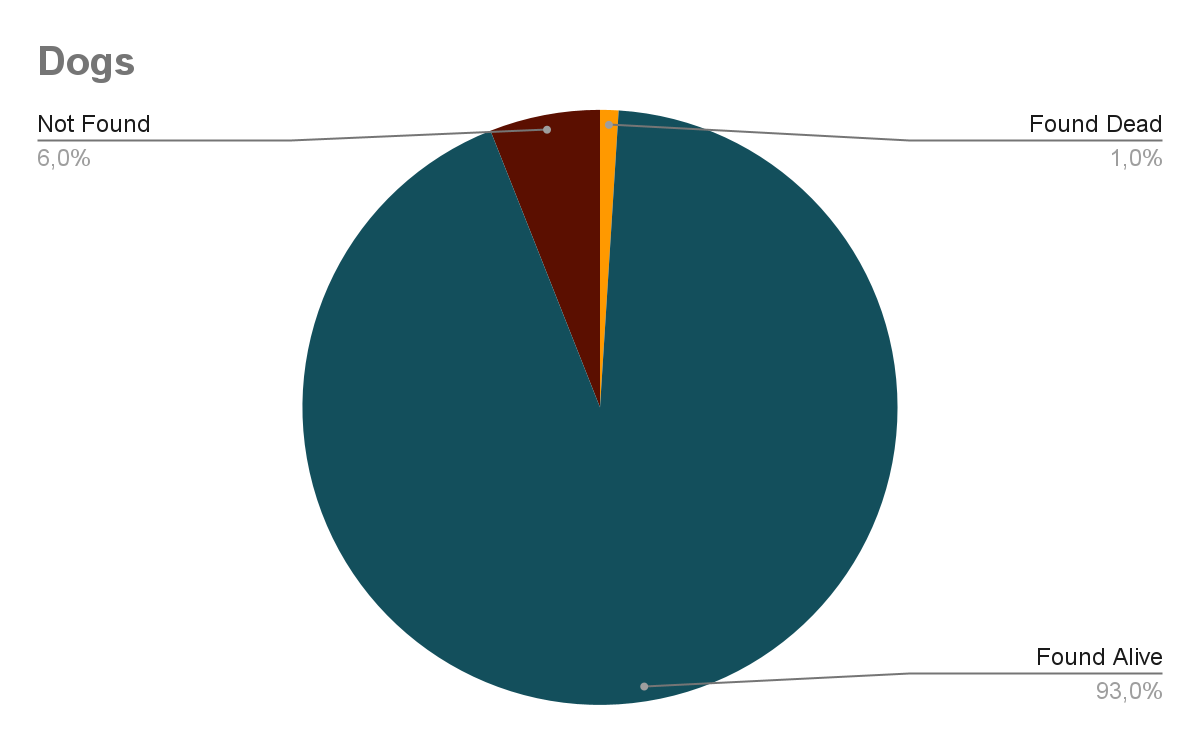 Dogs
Not Found
6,0%
Found Dead
1,0%
Found Alive
93,0%